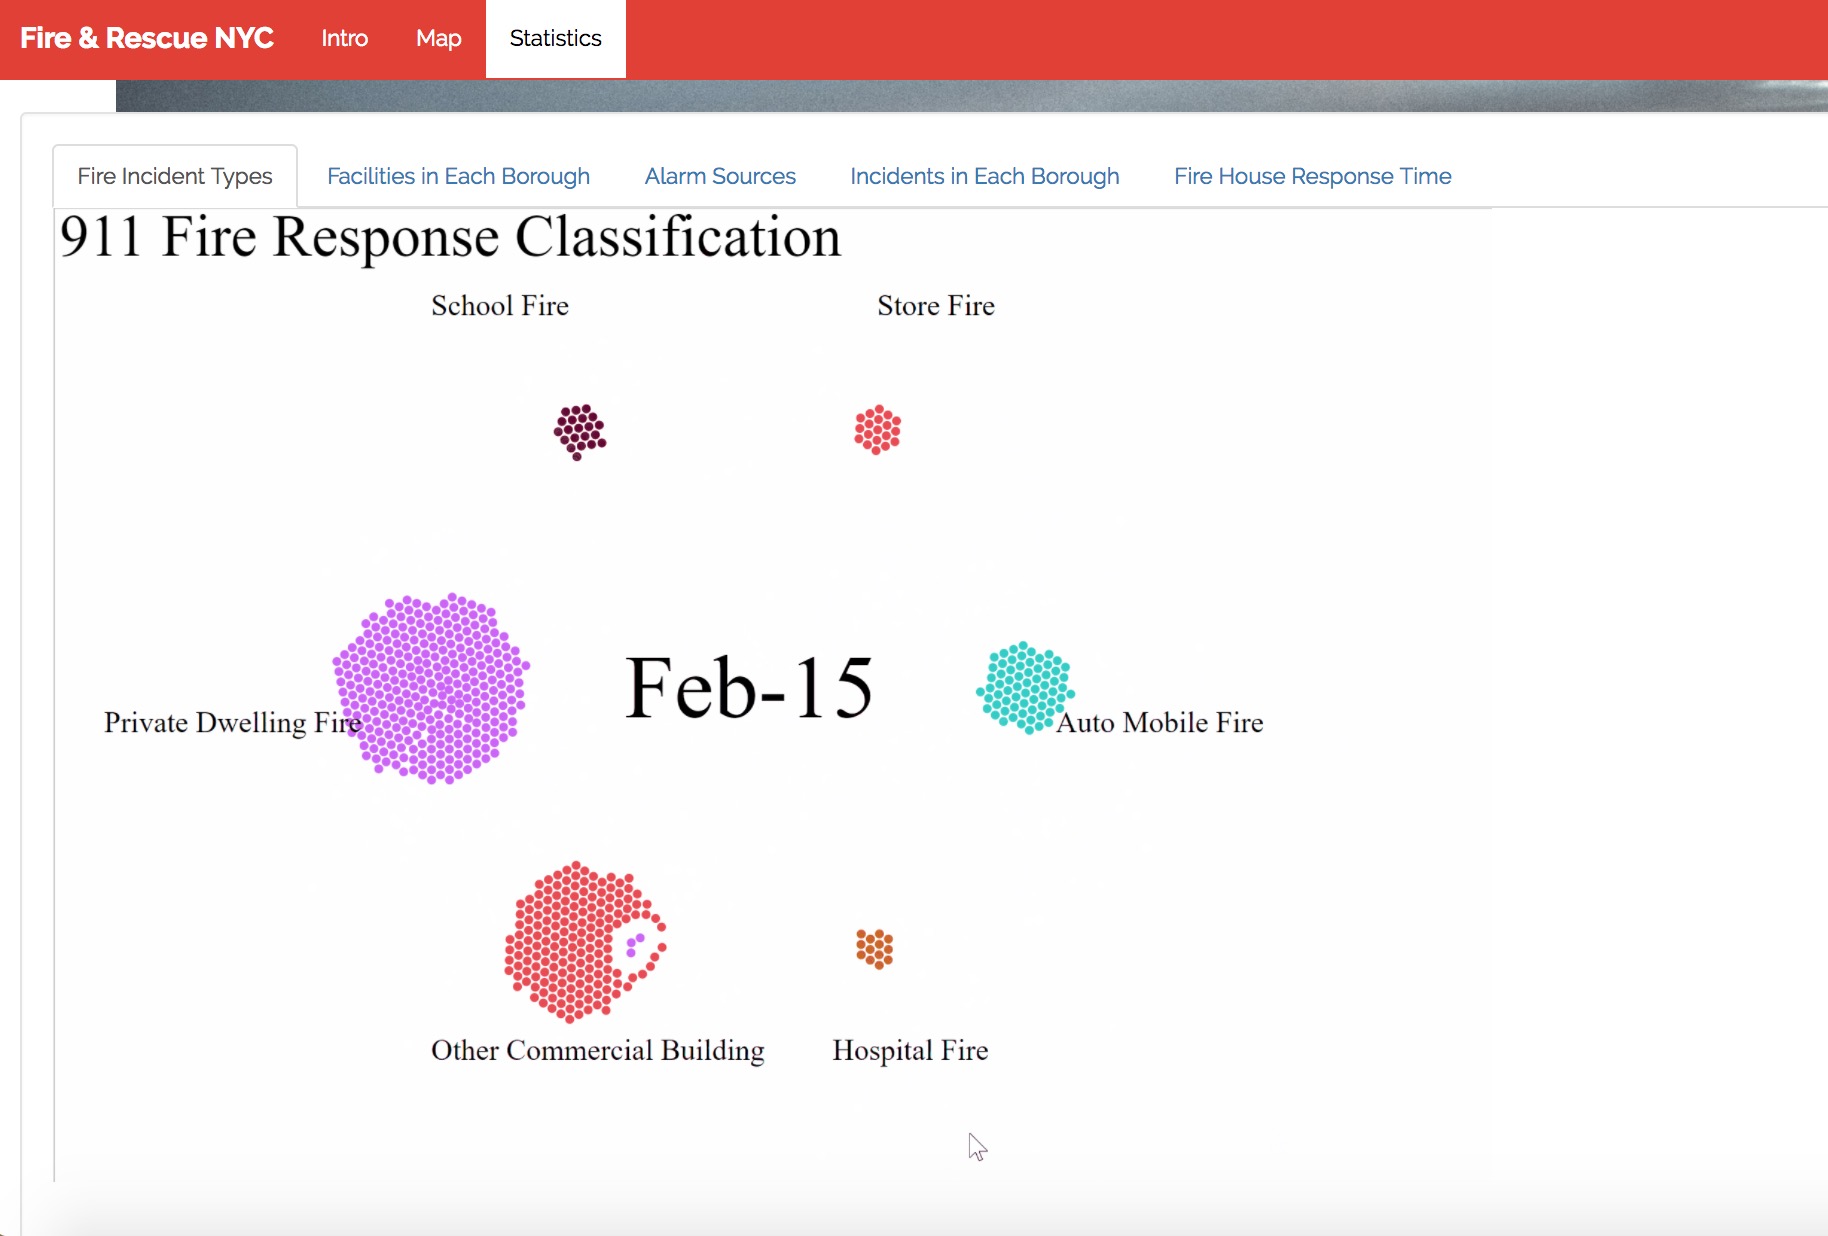 Fire & Rescue NYC Intro Map Statistics
Fire Incident Types Facilities in Each Borough Alarm Sources Incidents in Each Borough Fire House Response Time
911 Fire Response Classification
School Fire Store Fire
Feb-15
Private Dwelling Fire Auto Mobile Fire
Other Commercial Building Hospital Fire